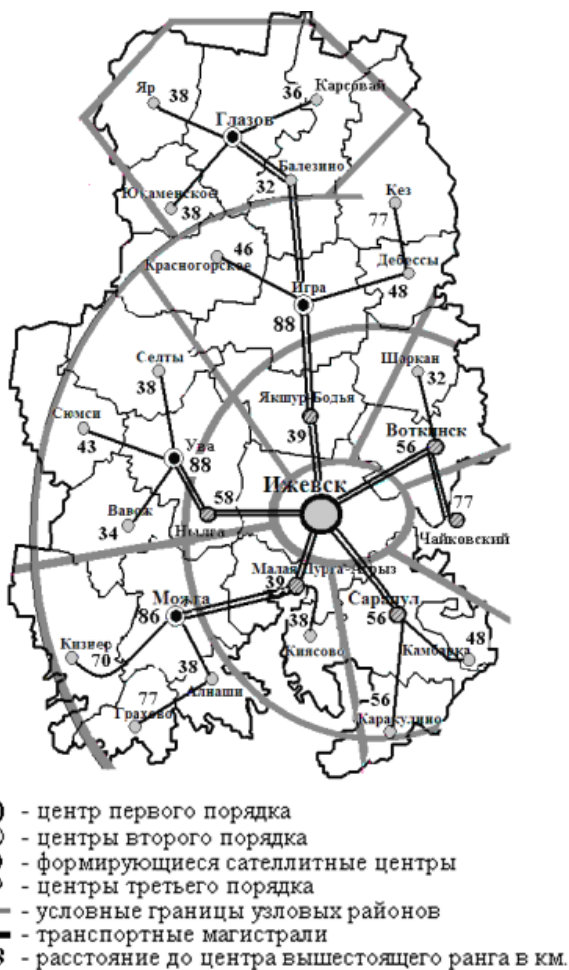 Яр
38
36
Карсовай
Глазов
Балезино
32
Юкаменское
38
Кез
77
46
Красногорское
Дебессы
48
Игра
88
Селты
38
Шаркан
32
Якшур-Бодья
39
Сюмси
43
Ува
88
Воткинск
56
Ижевск
58
Вавож
34
Нылга
77
Чайковский
Малая Пурга-Агрыз
39
Можга
86
Сарапул
56
38
Киясово
Камбарка
48
Кизнер
70
38
Алнаши
77
Грахово
56
Каракулино
- центр первого порядка
- центры второго порядка
- формирующиеся сателлитные центры
- центры третьего порядка
- условные границы узловых районов
- транспортные магистрали
- расстояние до центра вышестоящего ранга в км.